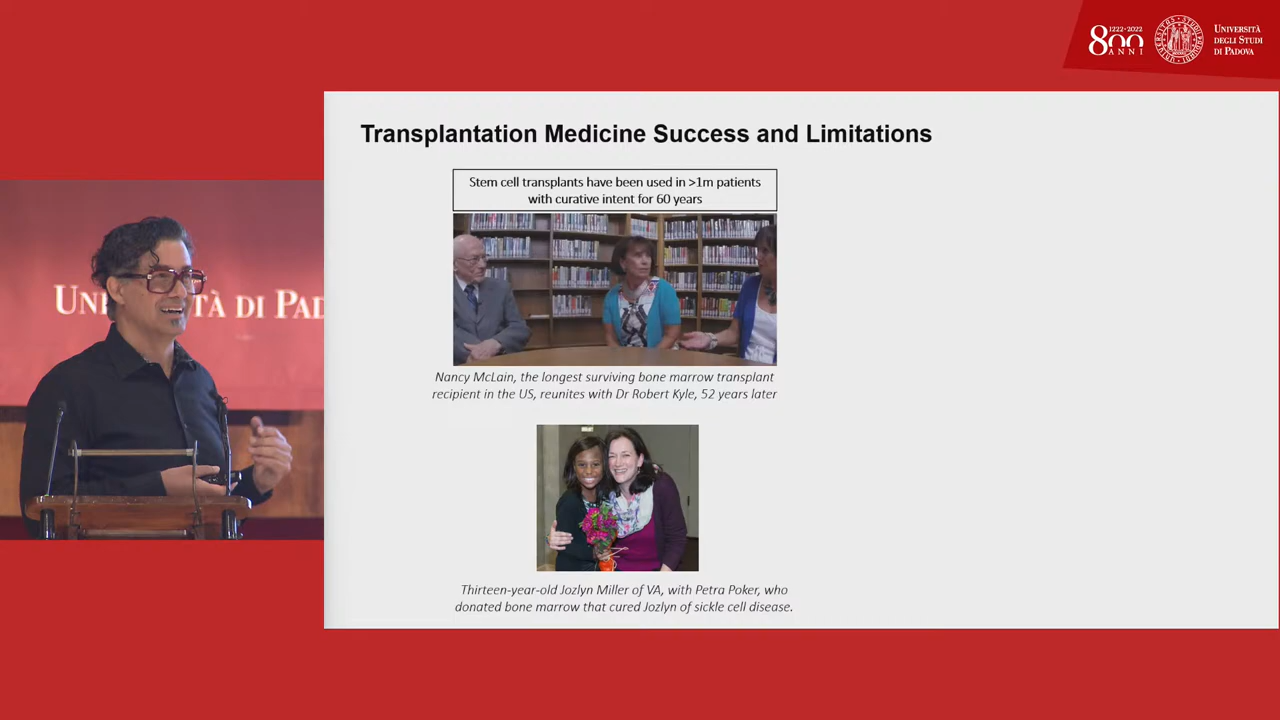 1222·2022
800
ANNI
UNIVERSITÀ
DEGLI STUDI
DI PADOVA
Transplantation Medicine Success and Limitations
Stem cell transplants have been used in >1m patients
with curative intent for 60 years
Nancy McLain, the longest surviving bone marrow transplant
recipient in the US, reunites with Dr Robert Kyle, 52 years later
Thirteen-year-old Jozlyn Miller of VA, with Petra Poker, who
donated bone marrow that cured Jozlyn of sickle cell disease.
UNI TÀ DI PAD